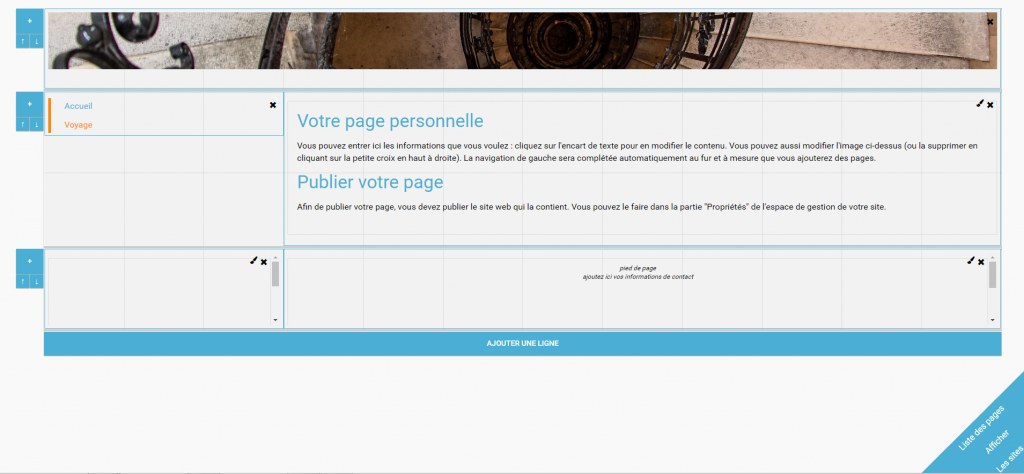 Accueil
Voyage
Votre page personnelle
Vous pouvez entrer ici les informations que vous voulez : cliquez sur l'encart de texte pour en modifier le contenu. Vous pouvez aussi modifier l'image ci-dessus (ou la supprimer en
cliquant sur la petite croix en haut à droite). La navigation de gauche sera complétée automatiquement au fur et à mesure que vous ajouterez des pages.
Publier votre page
Afin de publier votre page, vous devez publier le site web qui la contient. Vous pouvez le faire dans la partie "Propriétés" de l'espace de gestion de votre site.
pied de page
ajoutez ici vos informations de contact
AJOUTER UNE LIGNE
Liste des pages
Afficher
Les sites